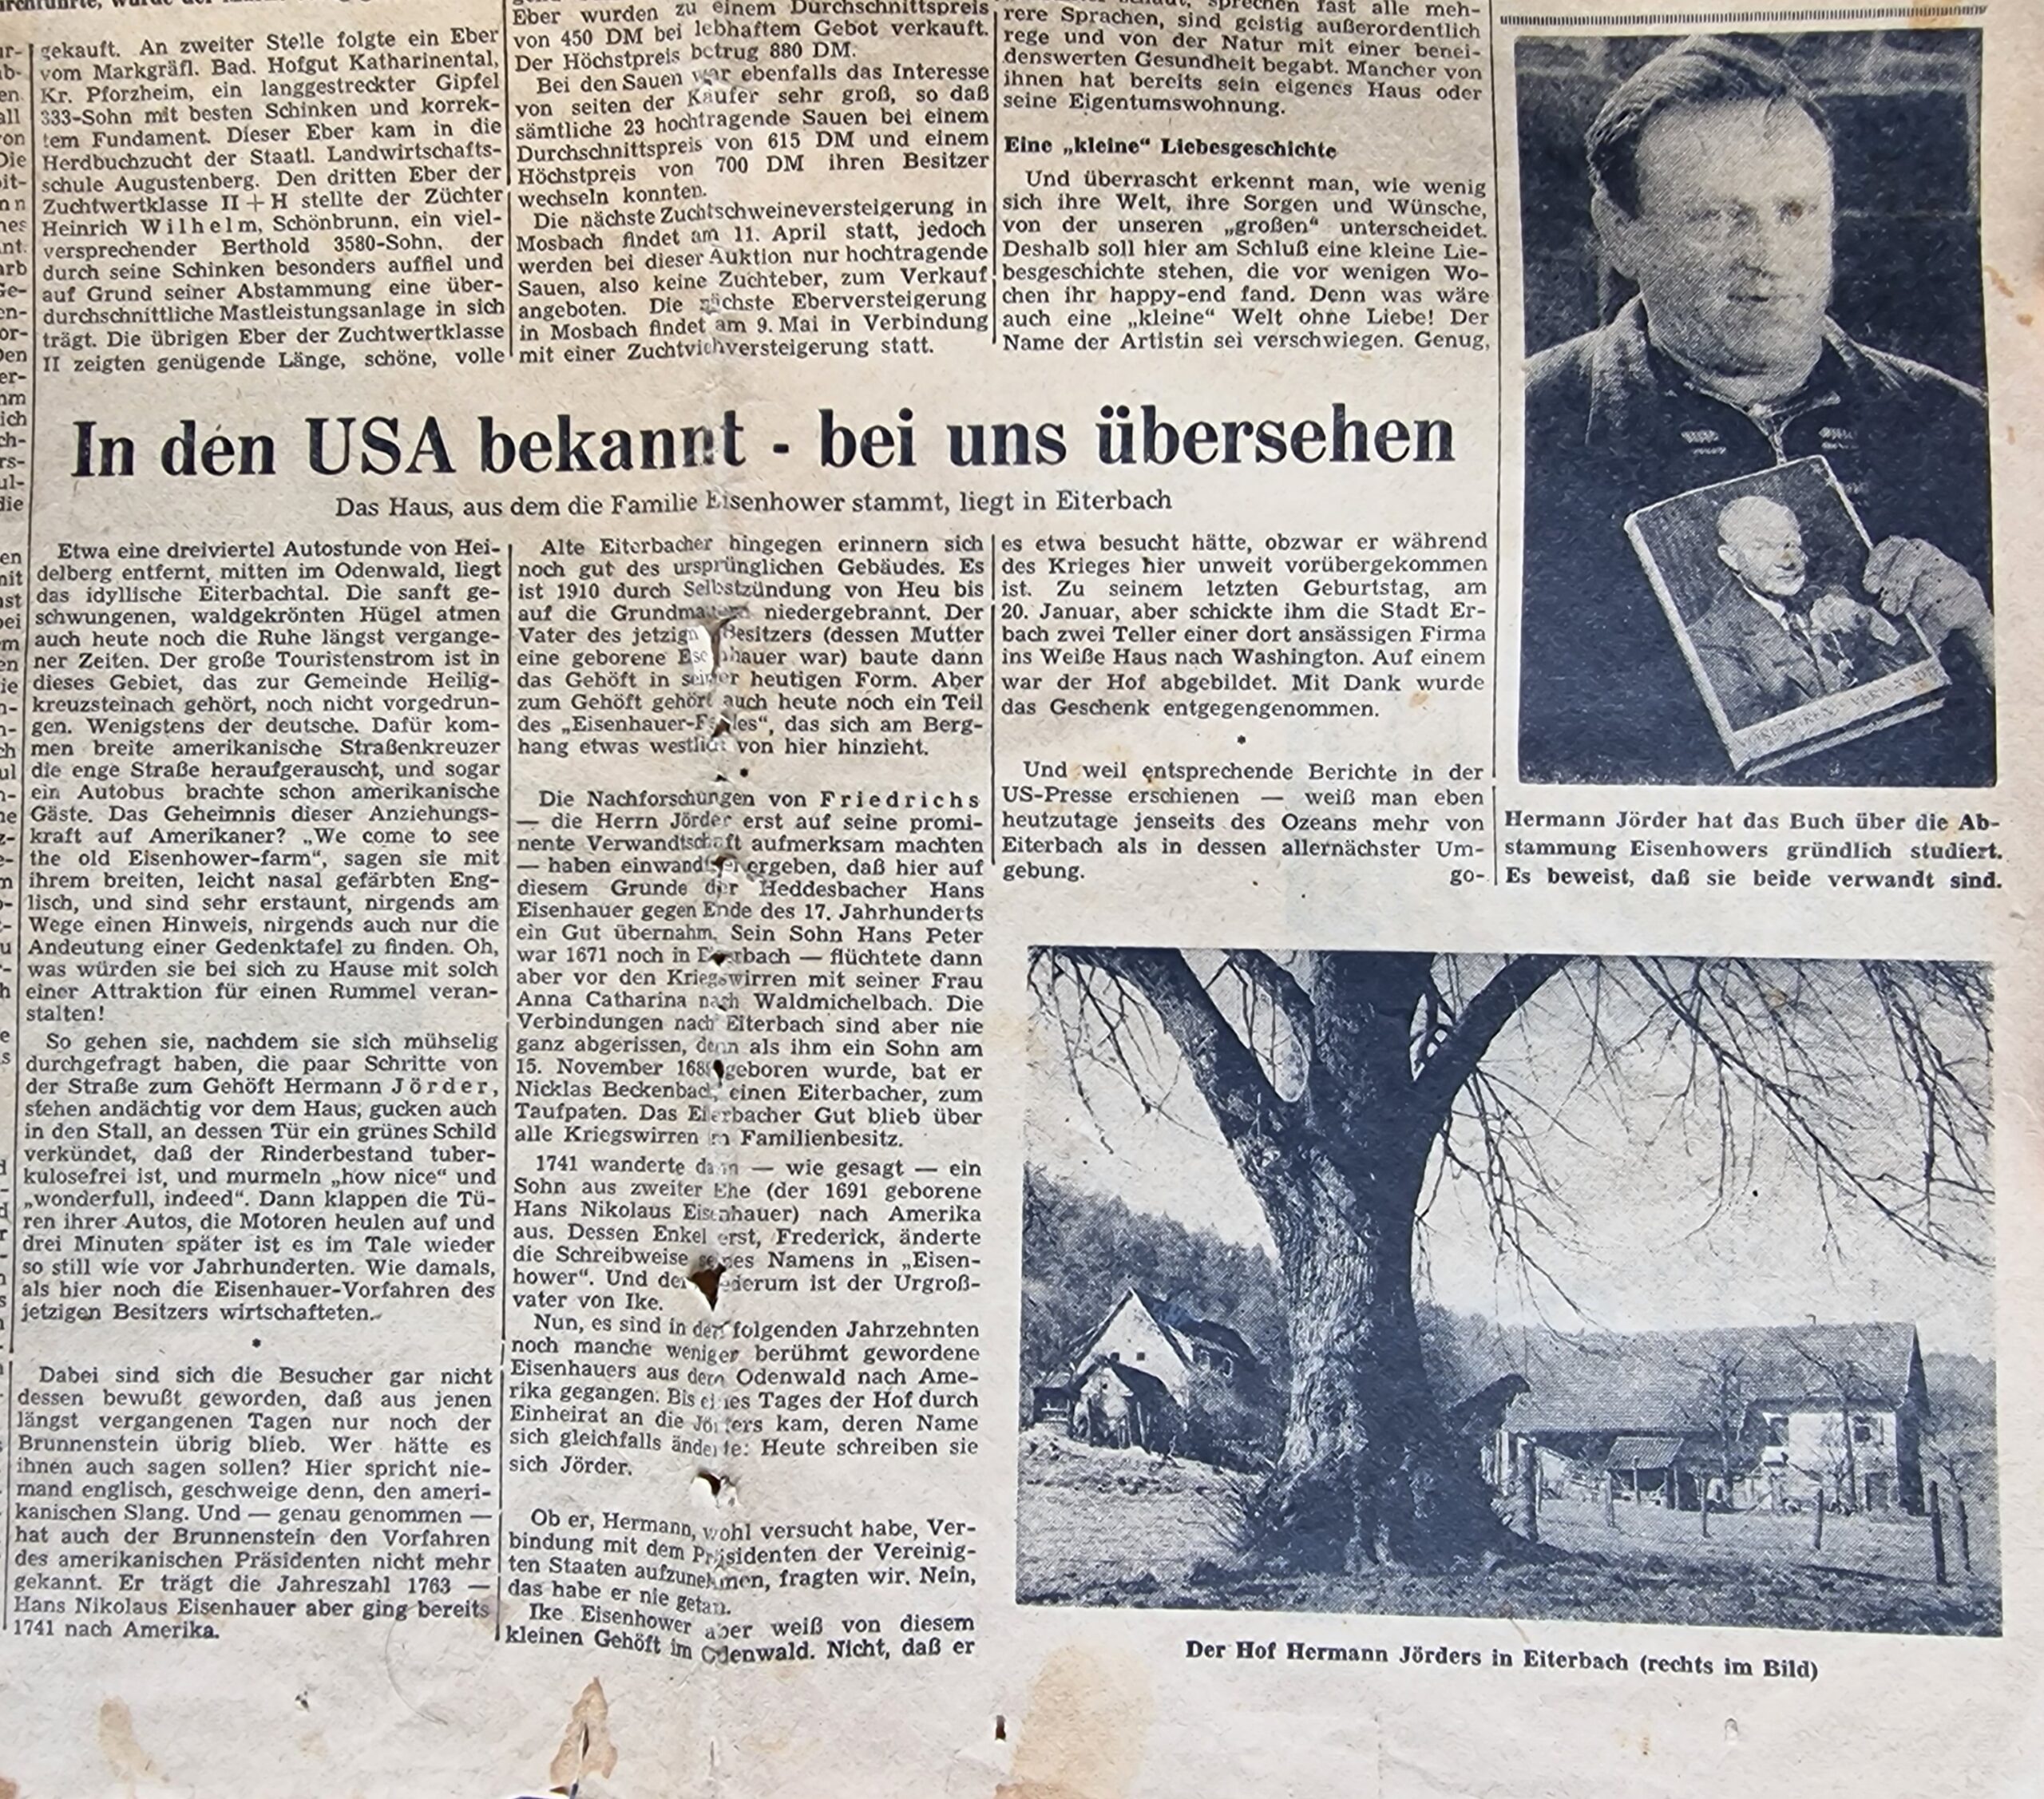 gekauft. An zweiter Stelle folgte ein Eber
vom Markgräfl. Bad. Hofgut Katharinental,
Kr. Pforzheim, ein langgestreckter Gipfel
333-Sohn mit besten Schinken und korrek-
tem Fundament. Dieser Eber kam in die
Herdbuchzucht der Staatl. Landwirtschafts-
schule Augustenberg. Den dritten Eber der
Zuchtwertklasse II + H stellte der Züchter
Heinrich Wilhelm, Schönbrunn, ein viel-
versprechender Berthold 3580-Sohn, der
durch seine Schinken besonders auffiel und
auf Grund seiner Abstammung eine über-
durchschnittliche Mastleistungsanlage in sich
trägt. Die übrigen Eber der Zuchtwertklasse
II zeigten genügende Länge, schöne, volle
Eber wurden zu einem Durchschnittspreis
von 450 DM bei lebhaftem Gebot verkauft.
Der Höchstpreis betrug 880 DM.
Bei den Sauen war ebenfalls das Interesse
von seiten der Käufer sehr groß, so daß
sämtliche 23 hochtragende Sauen bei einem
Durchschnittspreis von 615 DM und einem
Höchstpreis von 700 DM ihren Besitzer
wechseln konnten.
Die nächste Zuchtschweineversteigerung in
Mosbach findet am 11. April statt, jedoch
werden bei dieser Auktion nur hochtragende
Sauen, also keine Zuchteber, zum Verkauf
angeboten. Die nächste Eberversteigerung
in Mosbach findet am 9. Mai in Verbindung
mit einer Zuchtviehversteigerung statt.
sprechen fast alle meh-
rere Sprachen, sind geistig außerordentlich
rege und von der Natur mit einer benei-
denswerten Gesundheit begabt. Mancher von
ihnen hat bereits sein eigenes Haus oder
seine Eigentumswohnung.
Eine „kleine“ Liebesgeschichte
Und überrascht erkennt man, wie wenig
sich ihre Welt, ihre Sorgen und Wünsche,
von der unseren „großen“ unterscheidet.
Deshalb soll hier am Schluß eine kleine Lie-
besgeschichte stehen, die vor wenigen Wo-
chen ihr happy-end fand. Denn was wäre
auch eine „kleine“ Welt ohne Liebe! Der
Name der Artistin sei verschwiegen. Genug,
In den USA bekannt - bei uns übersehen
Das Haus, aus dem die Familie Eisenhower stammt, liegt in Eiterbach
Etwa eine dreiviertel Autostunde von Hei-
delberg entfernt, mitten im Odenwald, liegt
das idyllische Eiterbachtal. Die sanft ge-
schwungenen, waldgekrönten Hügel atmen
auch heute noch die Ruhe längst vergange-
ner Zeiten. Der große Touristenstrom ist in
dieses Gebiet, das zur Gemeinde Heilig-
kreuzsteinach gehört, noch nicht vorgedrun-
gen. Wenigstens der deutsche. Dafür kom-
men breite amerikanische Straßenkreuzer
die enge Straße heraufgerauscht, und sogar
ein Autobus brachte schon amerikanische
Gäste. Das Geheimnis dieser Anziehungs-
kraft auf Amerikaner? „We come to see
the old Eisenhower-farm“, sagen sie mit
ihrem breiten, leicht nasal gefärbten Eng-
lisch, und sind sehr erstaunt, nirgends am
Wege einen Hinweis, nirgends auch nur die
Andeutung einer Gedenktafel zu finden. Oh,
was würden sie bei sich zu Hause mit solch
einer Attraktion für einen Rummel veran-
stalten!
So gehen sie, nachdem sie sich mühselig
durchgefragt haben, die paar Schritte von
der Straße zum Gehöft Hermann Jörder,
stehen andächtig vor dem Haus, gucken auch
in den Stall, an dessen Tür ein grünes Schild
verkündet, daß der Rinderbestand tuber-
kulosefrei ist, und murmeln „how nice“ und
„wonderfull, indeed“. Dann klappen die Tü-
ren ihrer Autos, die Motoren heulen auf und
drei Minuten später ist es im Tale wieder
so still wie vor Jahrhunderten. Wie damals,
als hier noch die Eisenhauer-Vorfahren des
jetzigen Besitzers wirtschafteten.
*
Dabei sind sich die Besucher gar nicht
dessen bewußt geworden, daß aus jenen
längst vergangenen Tagen nur noch der
Brunnenstein übrig blieb. Wer hätte es
ihnen auch sagen sollen? Hier spricht nie-
mand englisch, geschweige denn, den ameri-
kanischen Slang. Und — genau genommen —
hat auch der Brunnenstein den Vorfahren
des amerikanischen Präsidenten nicht mehr
gekannt. Er trägt die Jahreszahl 1763 —
Hans Nikolaus Eisenhauer aber ging bereits
1741 nach Amerika.
Alte Eiterbacher hingegen erinnern sich
noch gut des ursprünglichen Gebäudes. Es
ist 1910 durch Selbstzündung von Heu bis
auf die Grundmauern niedergebrannt. Der
Vater des jetzign Besitzers (dessen Mutter
eine geborene Eisenhauer war) baute dann
das Gehöft in seiner heutigen Form. Aber
zum Gehöft gehört auch heute noch ein Teil
des „Eisenhauer-F les“, das sich am Berg-
hang etwas westlich von hier hinzieht.
*
Die Nachforschungen von Friedrichs
— die Herrn Jörder erst auf seine promi-
nente Verwandtschaft aufmerksam machten
— haben einwandfrei ergeben, daß hier auf
diesem Grunde der Heddesbacher Hans
Eisenhauer gegen Ende des 17. Jahrhunderts
ein Gut übernahm. Sein Sohn Hans Peter
war 1671 noch in Eiterbach — flüchtete dann
aber vor den Kriegswirren mit seiner Frau
Anna Catharina nach Waldmichelbach. Die
Verbindungen nach Eiterbach sind aber nie
ganz abgerissen, denn als ihm ein Sohn am
15. November 168 geboren wurde, bat er
Nicklas Beckenbach, einen Eiterbacher, zum
Taufpaten. Das Eiterbacher Gut blieb über
alle Kriegswirren in Familienbesitz.
1741 wanderte dann — wie gesagt — ein
Sohn aus zweiter Ehe (der 1691 geborene
Hans Nikolaus Eisenhauer) nach Amerika
aus. Dessen Enkel erst, Frederick, änderte
die Schreibweise seines Namens in „Eisen-
hower“. Und der wiederum ist der Urgroß-
vater von Ike.
Nun, es sind in den folgenden Jahrzehnten
noch manche weniger berühmt gewordene
Eisenhauers aus dem Odenwald nach Ame-
rika gegangen. Bis eines Tages der Hof durch
Einheirat an die Jörters kam, deren Name
sich gleichfalls änderte: Heute schreiben sie
sich Jörder.
Ob er, Hermann, wohl versucht habe, Ver-
bindung mit dem Präsidenten der Vereinig-
ten Staaten aufzunehmen, fragten wir. Nein,
das habe er nie getan.
Ike Eisenhower aber weiß von diesem
kleinen Gehöft im Odenwald. Nicht, daß er
es etwa besucht hätte, obzwar er während
des Krieges hier unweit vorübergekommen
ist. Zu seinem letzten Geburtstag, am
20. Januar, aber schickte ihm die Stadt Er-
bach zwei Teller einer dort ansässigen Firma
ins Weiße Haus nach Washington. Auf einem
war der Hof abgebildet. Mit Dank wurde
das Geschenk entgegengenommen.
*
Und weil entsprechende Berichte in der
US-Presse erschienen — weiß man eben
heutzutage jenseits des Ozeans mehr von
Eiterbach als in dessen allernächster Um-
gebung.
go-
Hermann Jörder hat das Buch über die Ab-
stammung Eisenhowers gründlich studiert.
Es beweist, daß sie beide verwandt sind.
Der Hof Hermann Jörders in Eiterbach (rechts im Bild)